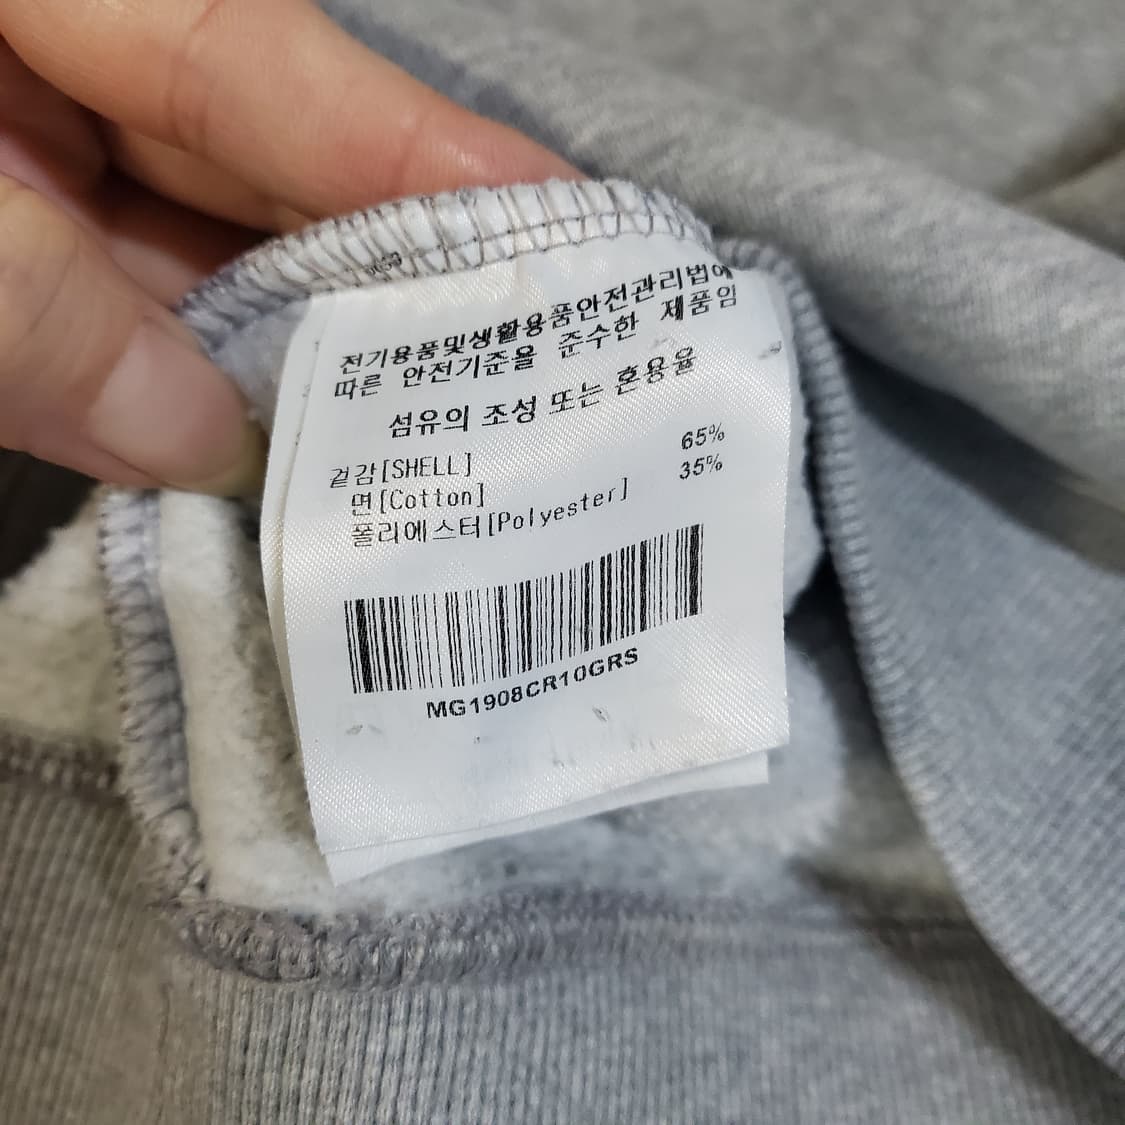 전기용품및생활용품안전관리법에
따른 안전기준을 준수한 제품임
섬유의 조성 또는 혼용율
겉감[SHELL]
면[Cotton] 65%
폴리에스터[Polyester] 35%
MG1908CR10GRS